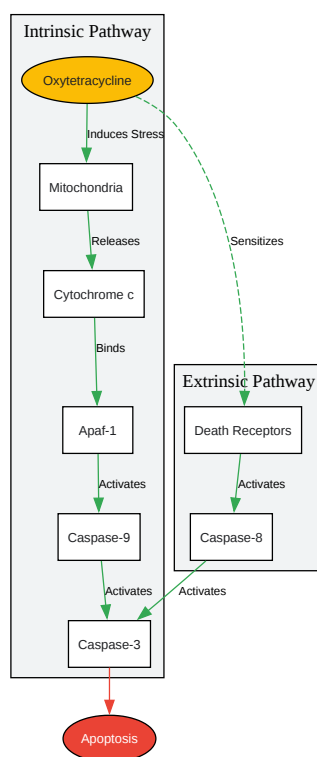 Intrinsic Pathway
Oxytetracycline
Induces Stress
Mitochondria
Releases
Sensitizes
Cytochrome c
Binds
Extrinsic Pathway
Apaf-1
Death Receptors
Activates
Activates
Caspase-9
Caspase-8
Activates
Activates
Caspase-3
Apoptosis